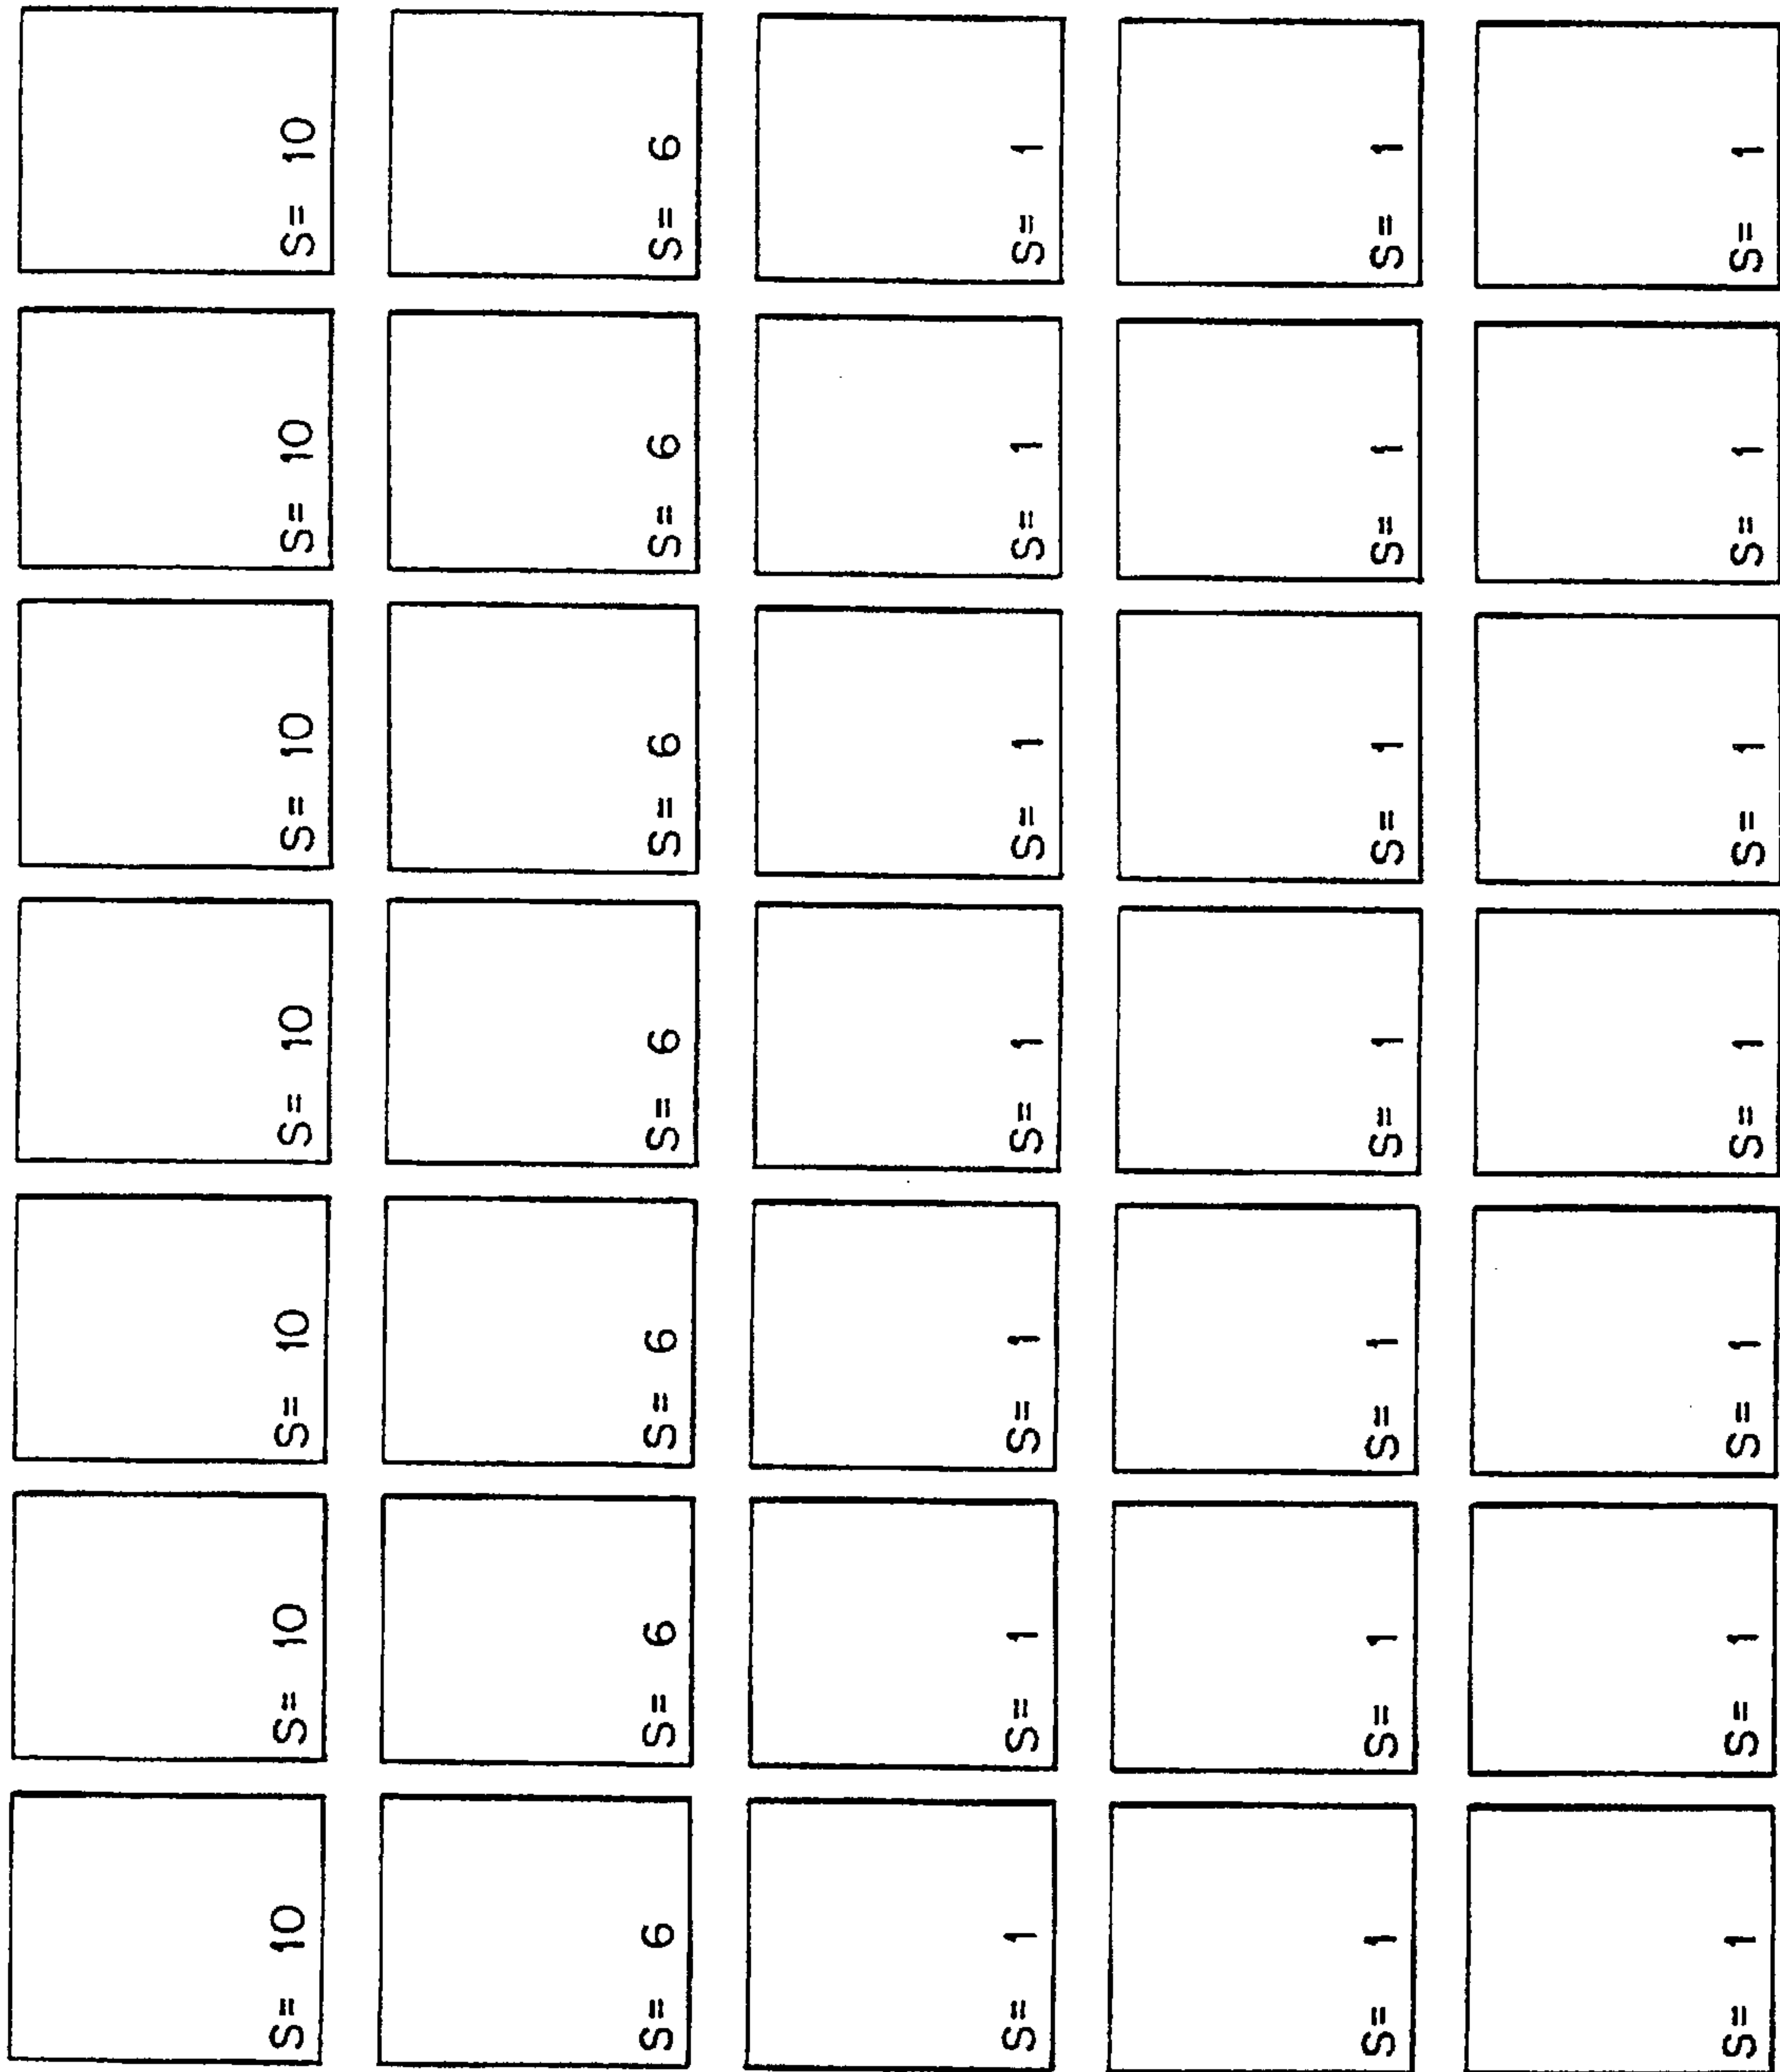 S= 10 S= 10 S= 10 S= 10 S= 10 S= 10 S= 10
S= 6 S= 6 S= 6 S= 6 S= 6 S= 6 S= 6
S= 1 S= 1 S= 1 S= 1 S= 1 S= 1 S= 1
S= 1 S= 1 S= 1 S= 1 S= 1 S= 1 S= 1
S= 1 S= 1 S= 1 S= 1 S= 1 S= 1 S= 1